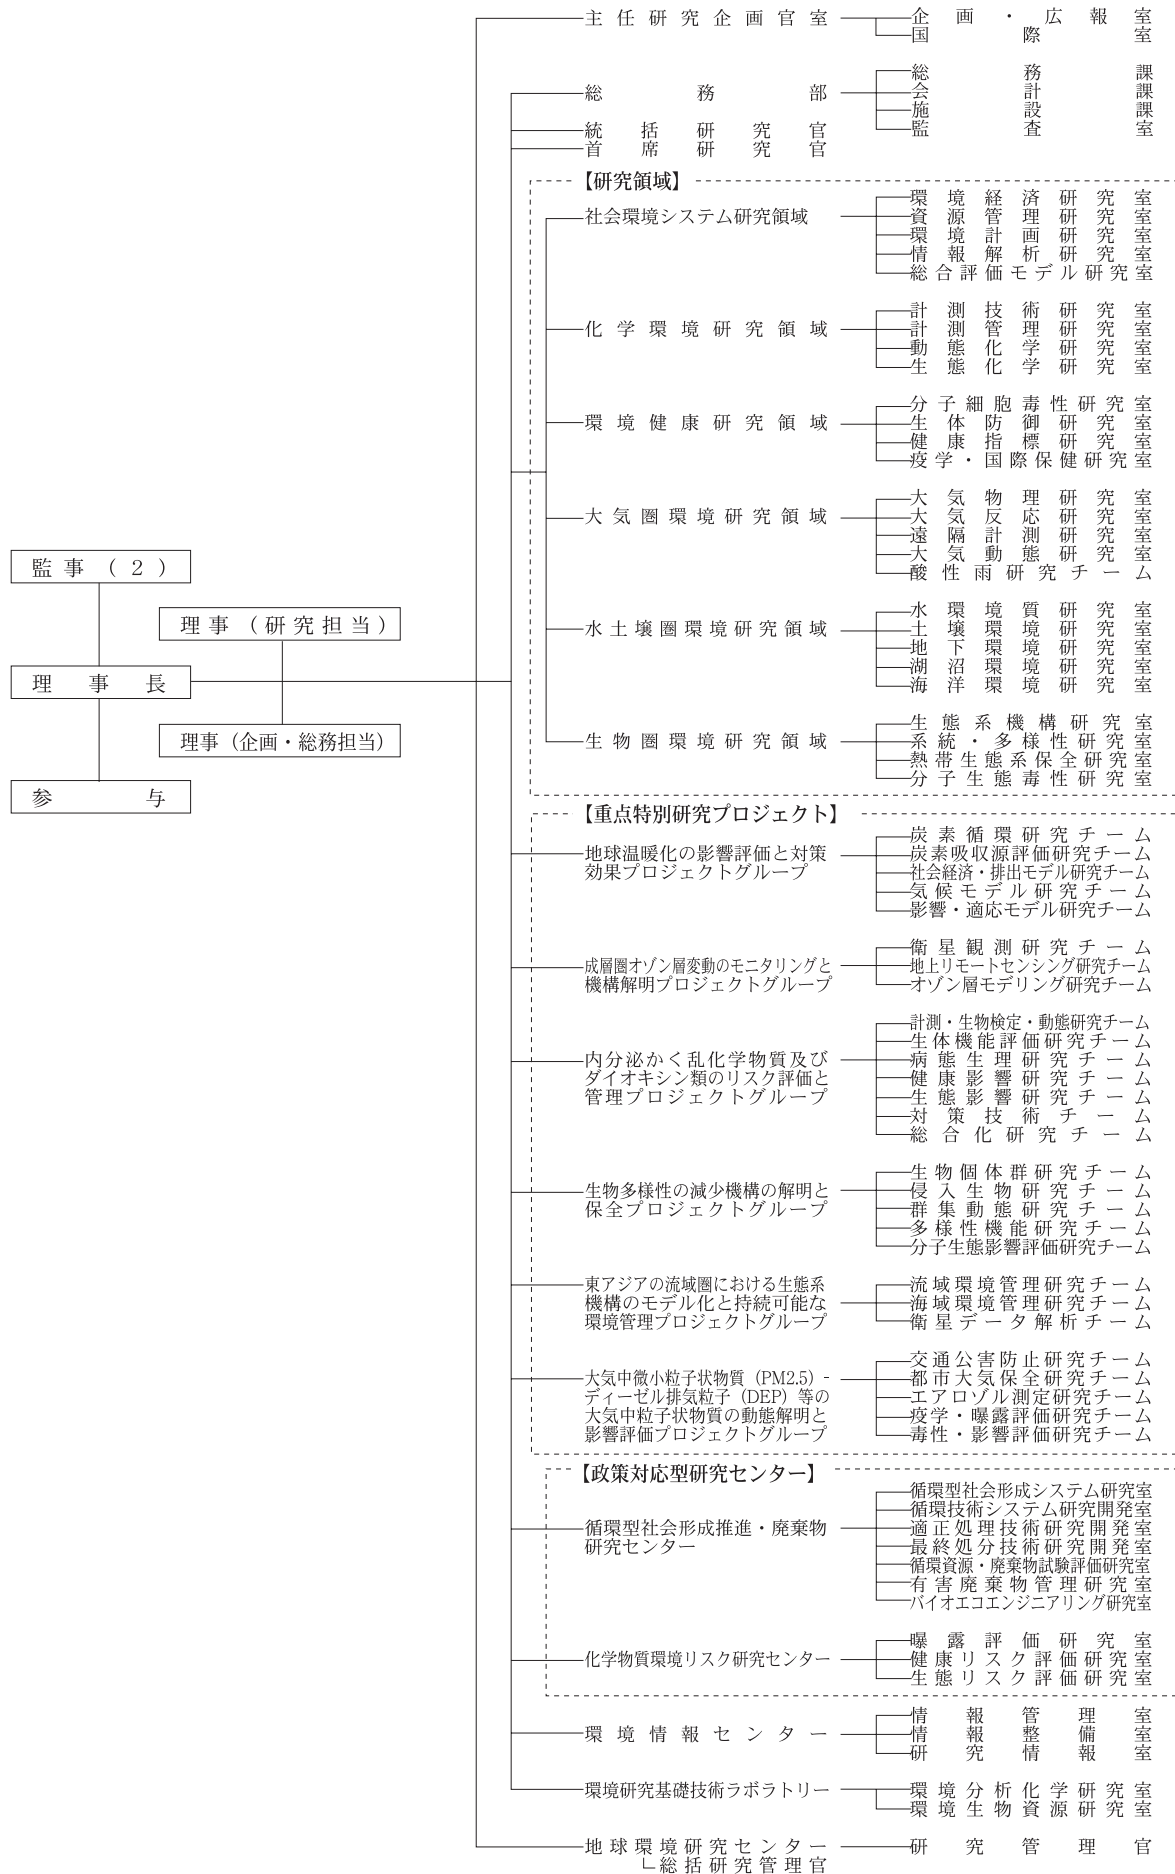 主任研究企画官室
企画・広報室
国際室
総務部
総務課
会計課
施設課
監査室
統括研究官
首席研究官
【研究領域】
社会環境システム研究領域
環境経済研究室
資源管理研究室
環境計画研究室
情報解析研究室
総合評価モデル研究室
化学環境研究領域
計測技術研究室
計測管理研究室
動態化学研究室
生態化学研究室
環境健康研究領域
分子細胞毒性研究室
生体防御研究室
健康指標研究室
疫学・国際保健研究室
大気圏環境研究領域
大気物理研究室
大気反応研究室
遠隔計測研究室
大気動態研究室
酸性雨研究チーム
水土壌圏環境研究領域
水環境質研究室
土壌環境研究室
地下環境研究室
湖沼環境研究室
海洋環境研究室
生物圏環境研究領域
生態系機構研究室
系統・多様性研究室
熱帯生態系保全研究室
分子生態毒性研究室
監事(2)
理事(研究担当)
理事長
理事(企画・総務担当)
参与
【重点特別研究プロジェクト】
地球温暖化の影響評価と対策
効果プロジェクトグループ
炭素循環研究チーム
炭素吸収源評価研究チーム
社会経済・排出モデル研究チーム
気候モデル研究チーム
影響・適応モデル研究チーム
成層圏オゾン層変動のモニタリングと
機構解明プロジェクトグループ
衛星観測研究チーム
地上リモートセンシング研究チーム
オゾン層モデリング研究チーム
内分泌かく乱化学物質及び
ダイオキシン類のリスク評価と
管理プロジェクトグループ
計測・生物検定・動態研究チーム
生体機能評価研究チーム
病態生理研究チーム
健康影響研究チーム
生態影響研究チーム
対策技術チーム
総合化研究チーム
生物多様性の減少機構の解明と
保全プロジェクトグループ
生物個体群研究チーム
侵入生物研究チーム
群集動態研究チーム
多様性機能研究チーム
分子生態影響評価研究チーム
東アジアの流域圏における生態系
機構のモデル化と持続可能な
環境管理プロジェクトグループ
流域環境管理研究チーム
海域環境管理研究チーム
衛星データ解析チーム
大気中微小粒子状物質(PM2.5)-
ディーゼル排気粒子(DEP)等の
大気中粒子状物質の動態解明と
影響評価プロジェクトグループ
交通公害防止研究チーム
都市大気保全研究チーム
エアロゾル測定研究チーム
疫学・曝露評価研究チーム
毒性・影響評価研究チーム
【政策対応型研究センター】
循環型社会形成推進・廃棄物
研究センター
循環型社会形成システム研究室
循環技術システム研究開発室
適正処理技術研究開発室
最終処分技術研究開発室
循環資源・廃棄物試験評価研究室
有害廃棄物管理研究室
バイオエコエンジニアリング研究室
化学物質環境リスク研究センター
曝露評価研究室
健康リスク評価研究室
生態リスク評価研究室
環境情報センター
情報管理室
情報整備室
研究情報室
環境研究基礎技術ラボラトリー
環境分析化学研究室
環境生物資源研究室
地球環境研究センター
研究管理官
総括研究管理官